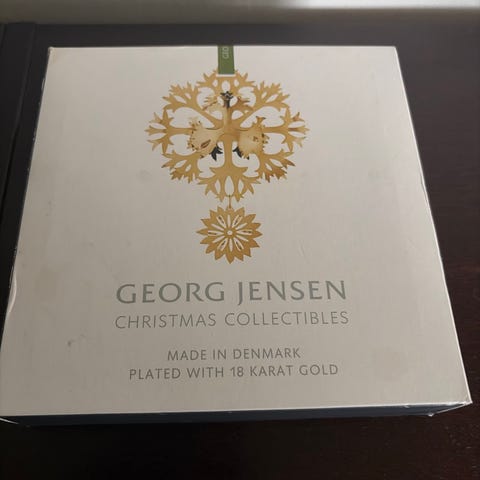 GEORG JENSEN
CHRISTMAS COLLECTIBLES
MADE IN DENMARK
PLATED WITH 18 KARAT GOLD